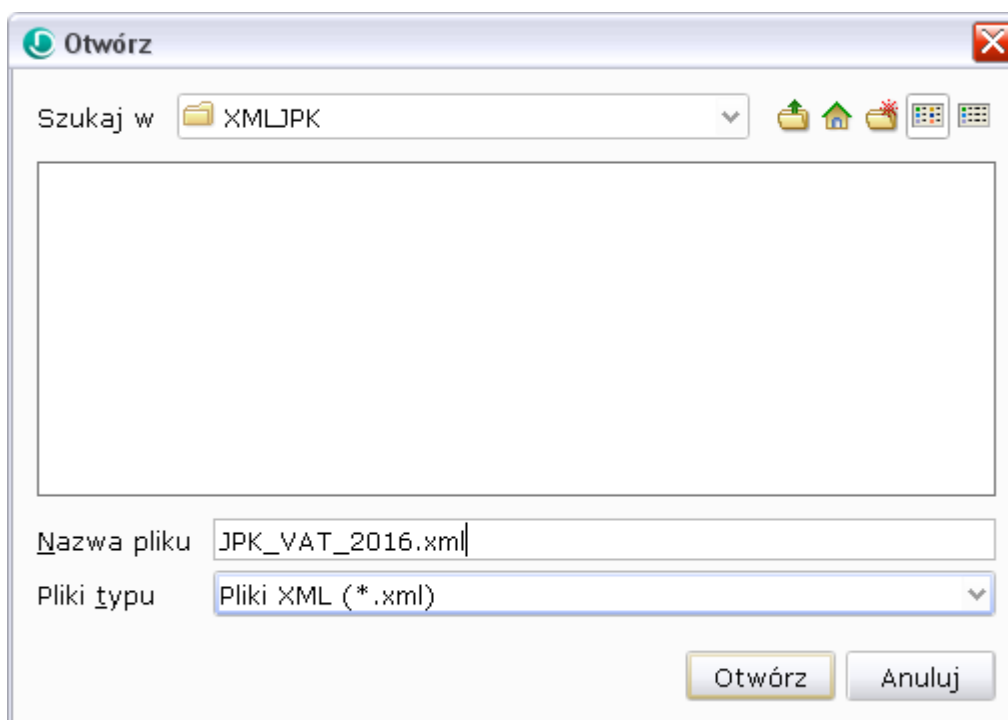 Otwórz
Szukaj w XMLJPK
Nazwa pliku JPK_VAT_2016.xml
Pliki typu Pliki XML (*.xml)
Otwórz Anuluj